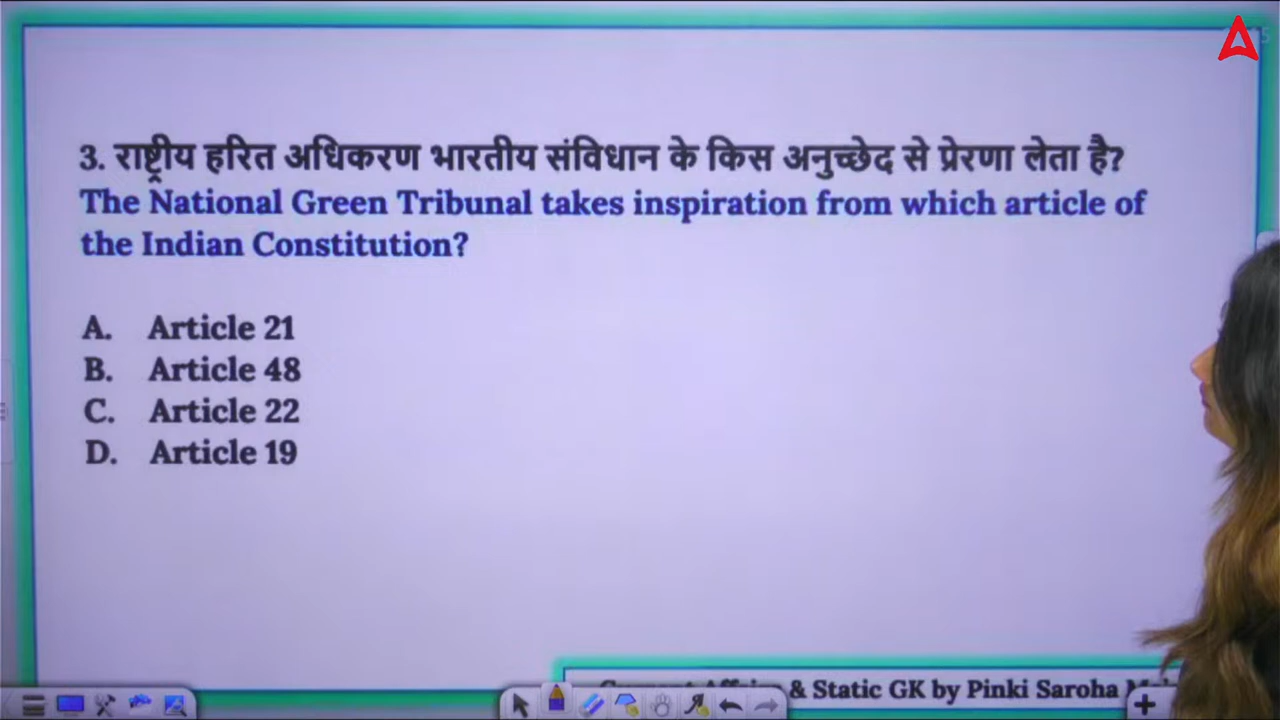 3. राष्ट्रीय हरित अधिकरण भारतीय संविधान के किस अनुच्छेद से प्रेरणा लेता है?
The National Green Tribunal takes inspiration from which article of
the Indian Constitution?
A. Article 21
B. Article 48
C. Article 22
D. Article 19
& Static GK by Pinki Saroha